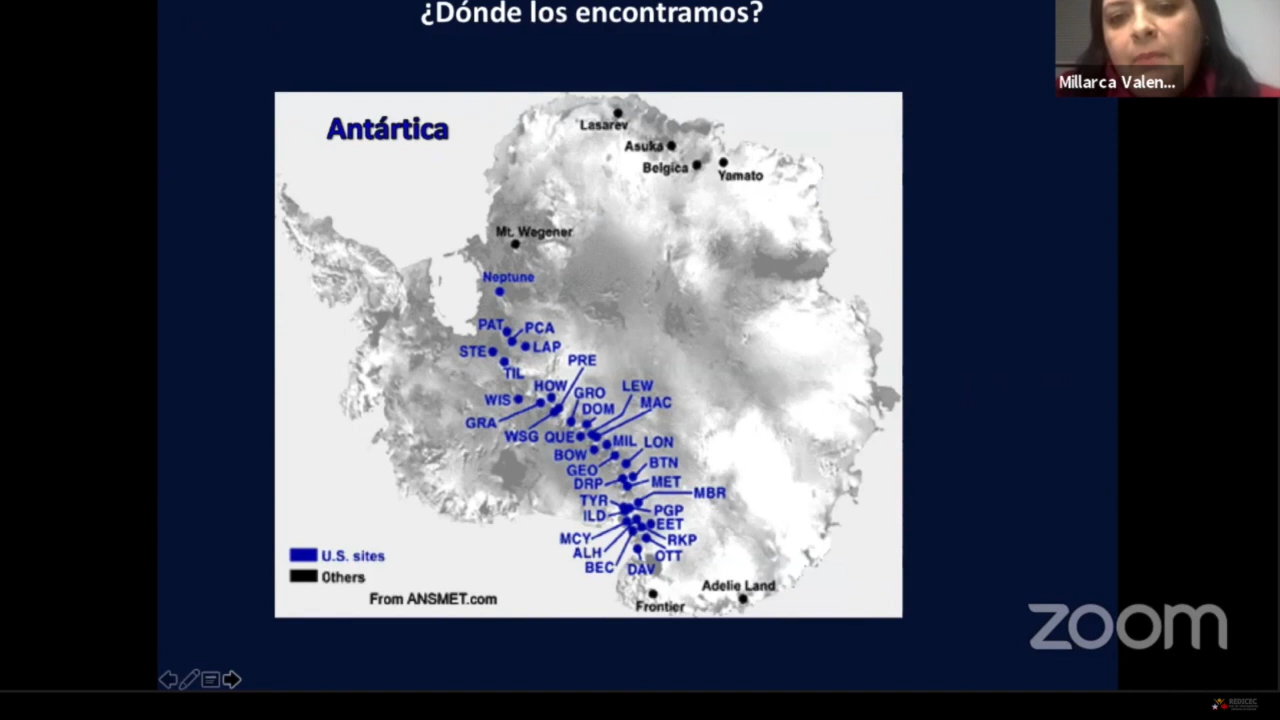 ¿Dónde los encontramos?
Millarca Valen...
Antártica
Lasarev
Asuka
Belgica
Yamato
Mt. Wegener
Neptune
PAT
PCA
STE
LAP
TIL
PRE
HOW
GRO
LEW
WIS
DOM
MAC
GRA
WSG
QUE
MIL
LON
BOW
GEO
BTN
DRP
MET
MBR
TYR
PGP
ILD
EET
MCY
RKP
ALH
OTT
BEC
DAV
U.S. sites
Others
Adelie Land
From ANSMET.com
Frontier
zoom
REDICEC